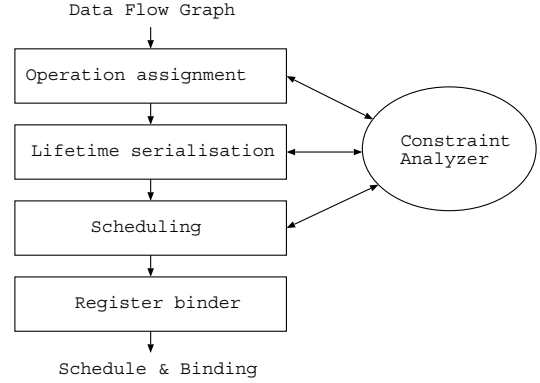 Data Flow Graph
Operation assignment
Lifetime serialisation
Constraint
Analyzer
Scheduling
Register binder
Schedule & Binding